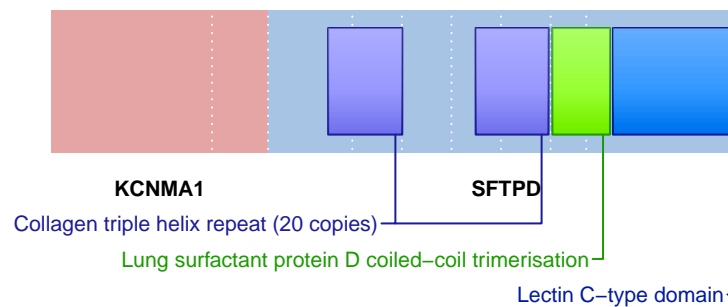 KCNMA1
SFTPD
Collagen triple helix repeat (20 copies)
Lung surfactant protein D coiled−coil trimerisation
Lectin C−type domain